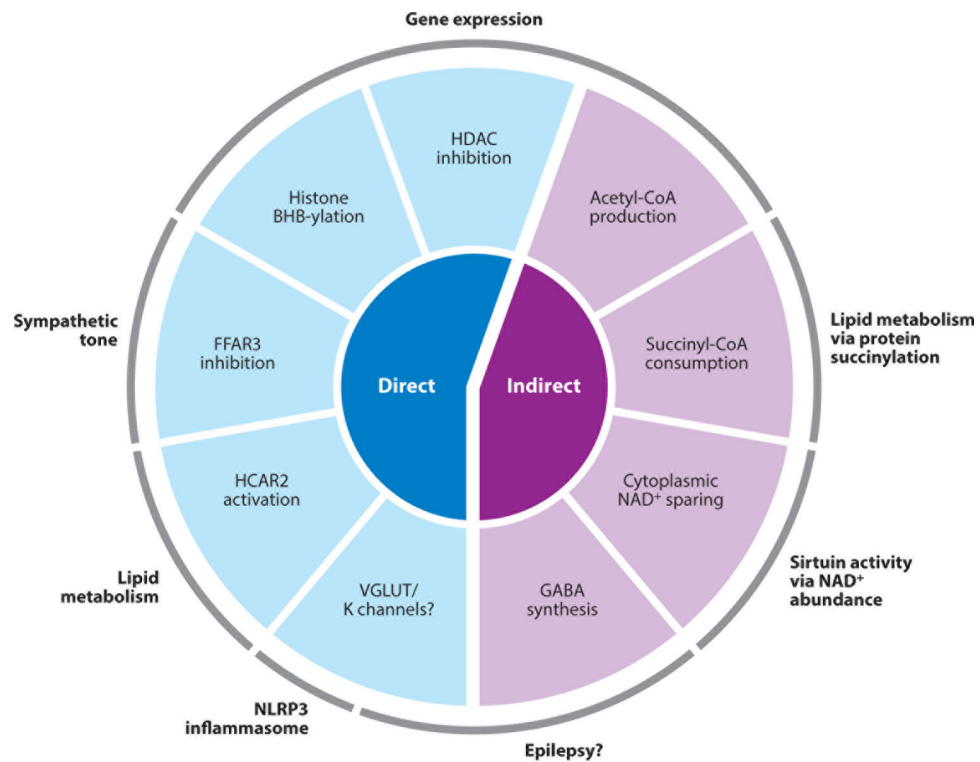 Gene expression
HDAC
inhibition
Histone
BHB-ylation
Acetyl-CoA
production
Sympathetic
tone
FFAR3
inhibition
Direct
Indirect
Succinyl-CoA
consumption
Lipid metabolism
via protein
succinylation
HCAR2
activation
Cytoplasmic
NAD⁺ sparing
Lipid
metabolism
VGLUT/
K channels?
GABA
synthesis
Sirtuin activity
via NAD⁺
abundance
NLRP3
inflammasome
Epilepsy?